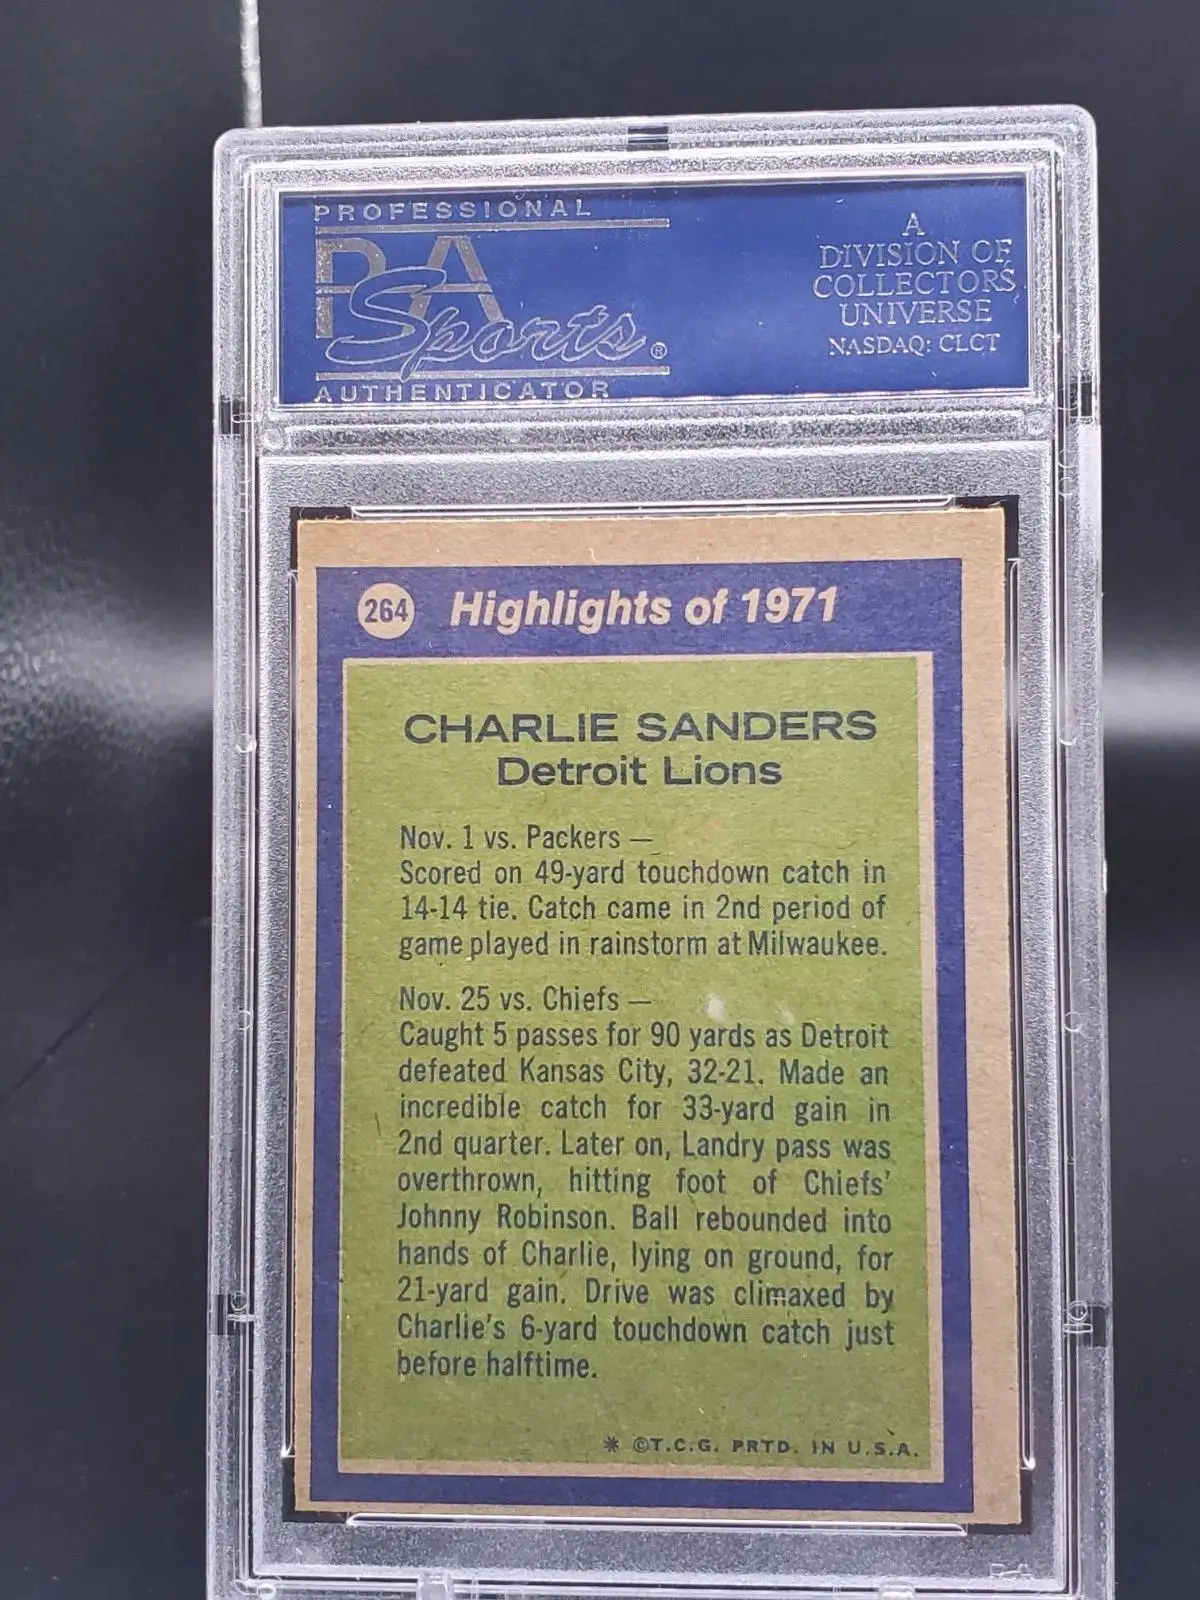 PROFESSIONAL
PSA
Sports®
AUTHENTICATOR
A
DIVISION OF
COLLECTORS
UNIVERSE
NASDAQ: CLCT
264 Highlights of 1971
CHARLIE SANDERS
Detroit Lions
Nov. 1 vs. Packers —
Scored on 49-yard touchdown catch in
14-14 tie. Catch came in 2nd period of
game played in rainstorm at Milwaukee.
Nov. 25 vs. Chiefs —
Caught 5 passes for 90 yards as Detroit
defeated Kansas City, 32-21. Made an
incredible catch for 33-yard gain in
2nd quarter. Later on, Landry pass was
overthrown, hitting foot of Chiefs'
Johnny Robinson. Ball rebounded into
hands of Charlie, lying on ground, for
21-yard gain. Drive was climaxed by
Charlie's 6-yard touchdown catch just
before halftime.
* ©T.C.G. PRTD. IN U.S.A.